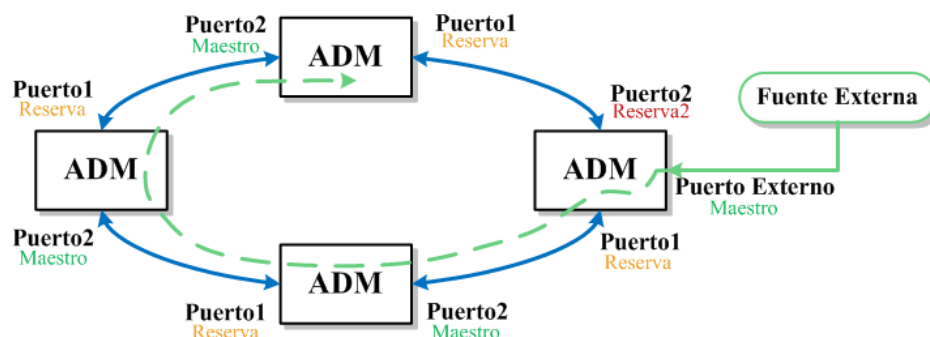 Puerto2
Maestro
ADM
Puerto1
Reserva
Puerto1
Reserva
Puerto2
Reserva2
Fuente Externa
ADM
ADM
Puerto Externo
Maestro
Puerto2
Maestro
Puerto1
Reserva
ADM
Puerto1
Reserva
Puerto2
Maestro